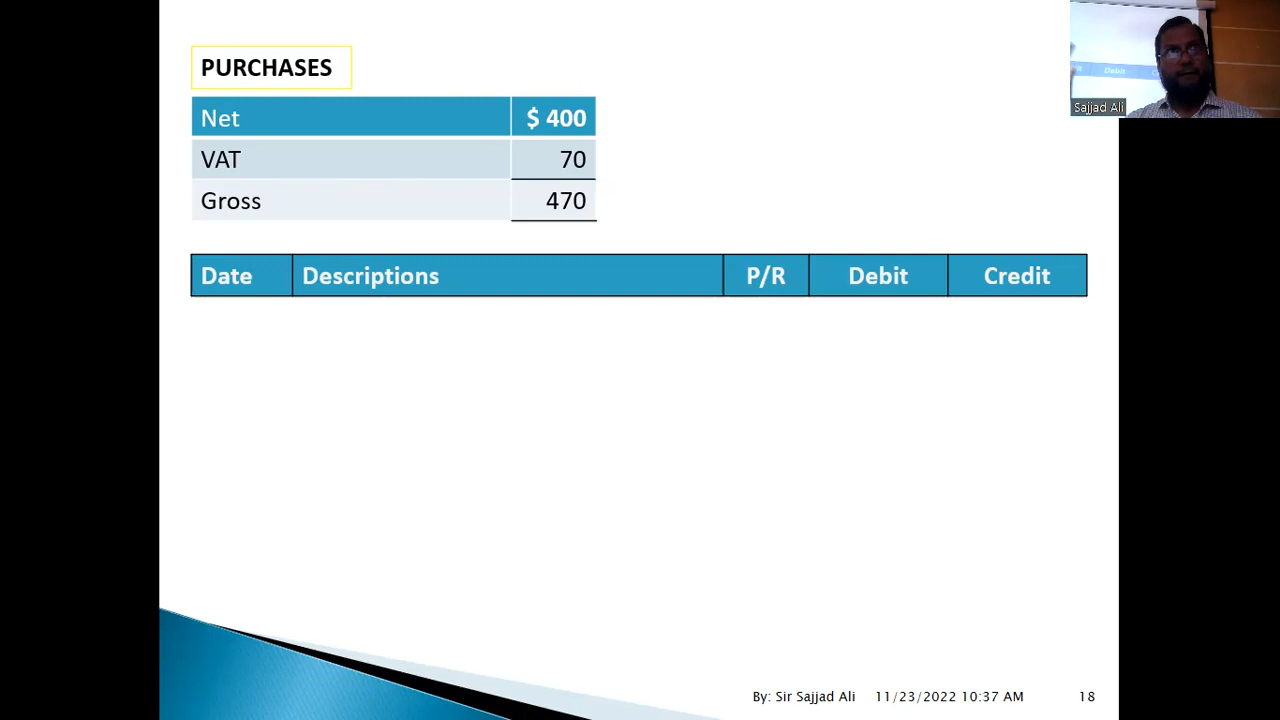 PURCHASES
Net $ 400
VAT 70
Gross 470
Date Descriptions P/R Debit Credit
Debit
Sajjad Ali
By: Sir Sajjad Ali 11/23/2022 10:37 AM 18